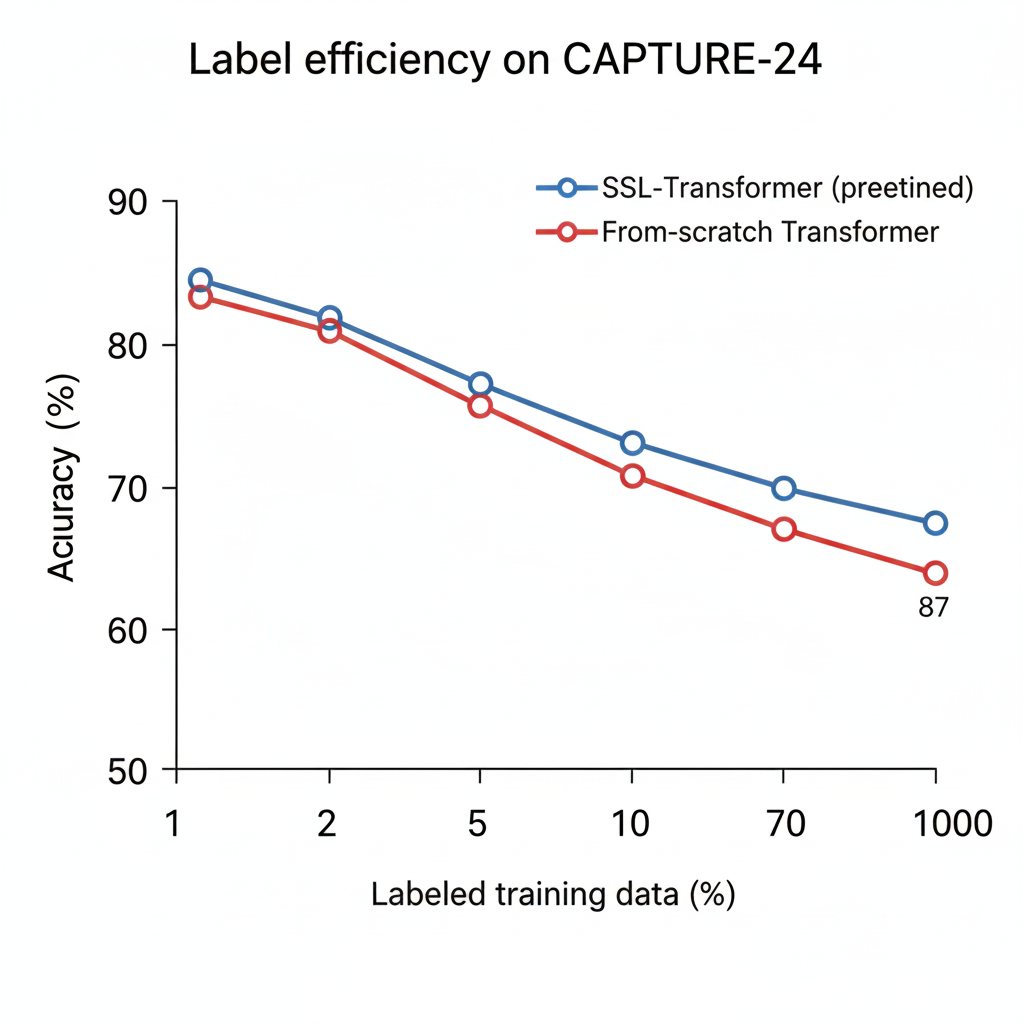 Label efficiency on CAPTURE-24
SSL-Transformer (preetined)
From-scratch Transformer
90
80
70
60
50
Aciuracy (%)
87
1 2 5 10 70 1000
Labeled training data (%)